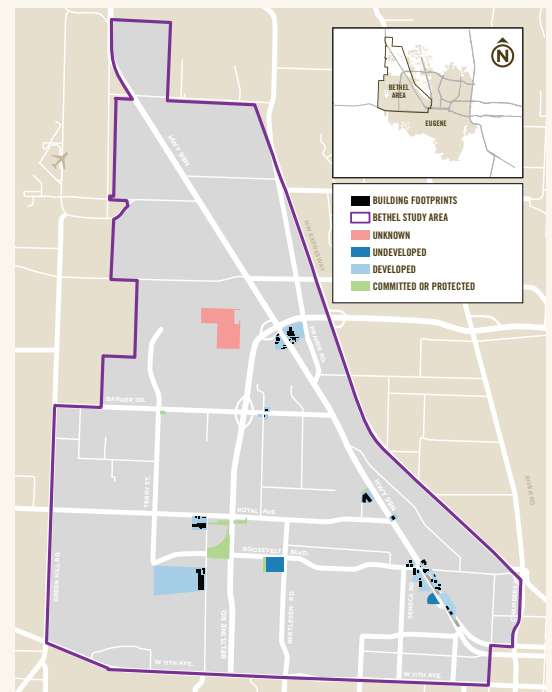 N
BETHEL
AREA
EUGENE
BUILDING FOOTPRINTS
BETHEL STUDY AREA
UNKNOWN
UNDEVELOPED
DEVELOPED
COMMITTED OR PROTECTED
HWY 99N
NW EXPRESSWAY
PRAIRIE RD.
BARGER DR.
TERRY ST.
HWY 99N
RIVER RD.
ROYAL AVE.
ROOSEVELT BLVD.
GREEN HILL RD.
BELTLINE RD.
BERTLESEN RD.
SENECA RD.
W 11TH AVE.
W 11TH AVE.